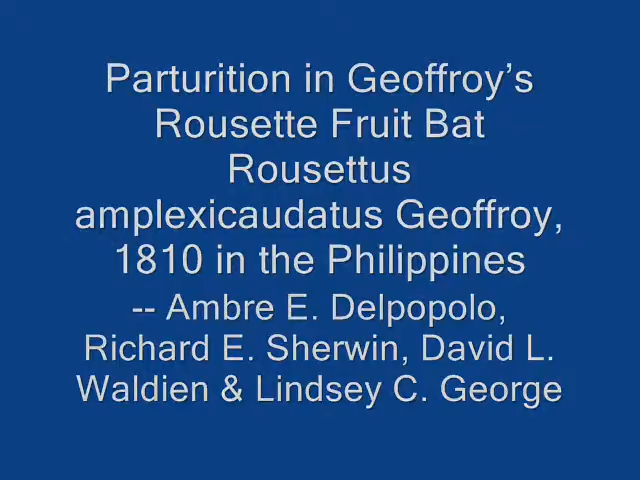 Parturition in Geoffroy’s
Rousette Fruit Bat
Rousettus
amplexicaudatus Geoffroy,
1810 in the Philippines
-- Ambre E. Delpopolo,
Richard E. Sherwin, David L.
Waldien & Lindsey C. George